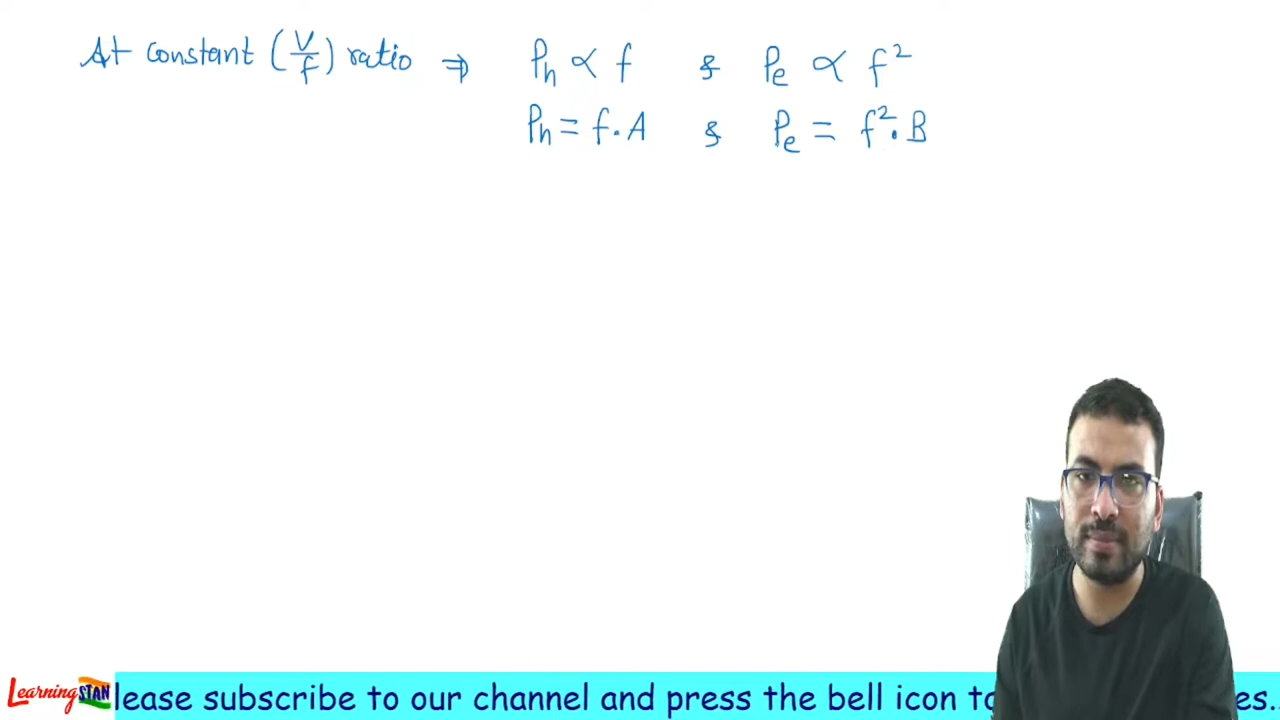 At constant (V/f) ratio ⇒ Ph ∝ f & Pe ∝ f²
Ph = f·A & Pe = f²·B
LearningSTAN
lease subscribe to our channel and press the bell icon to
es..